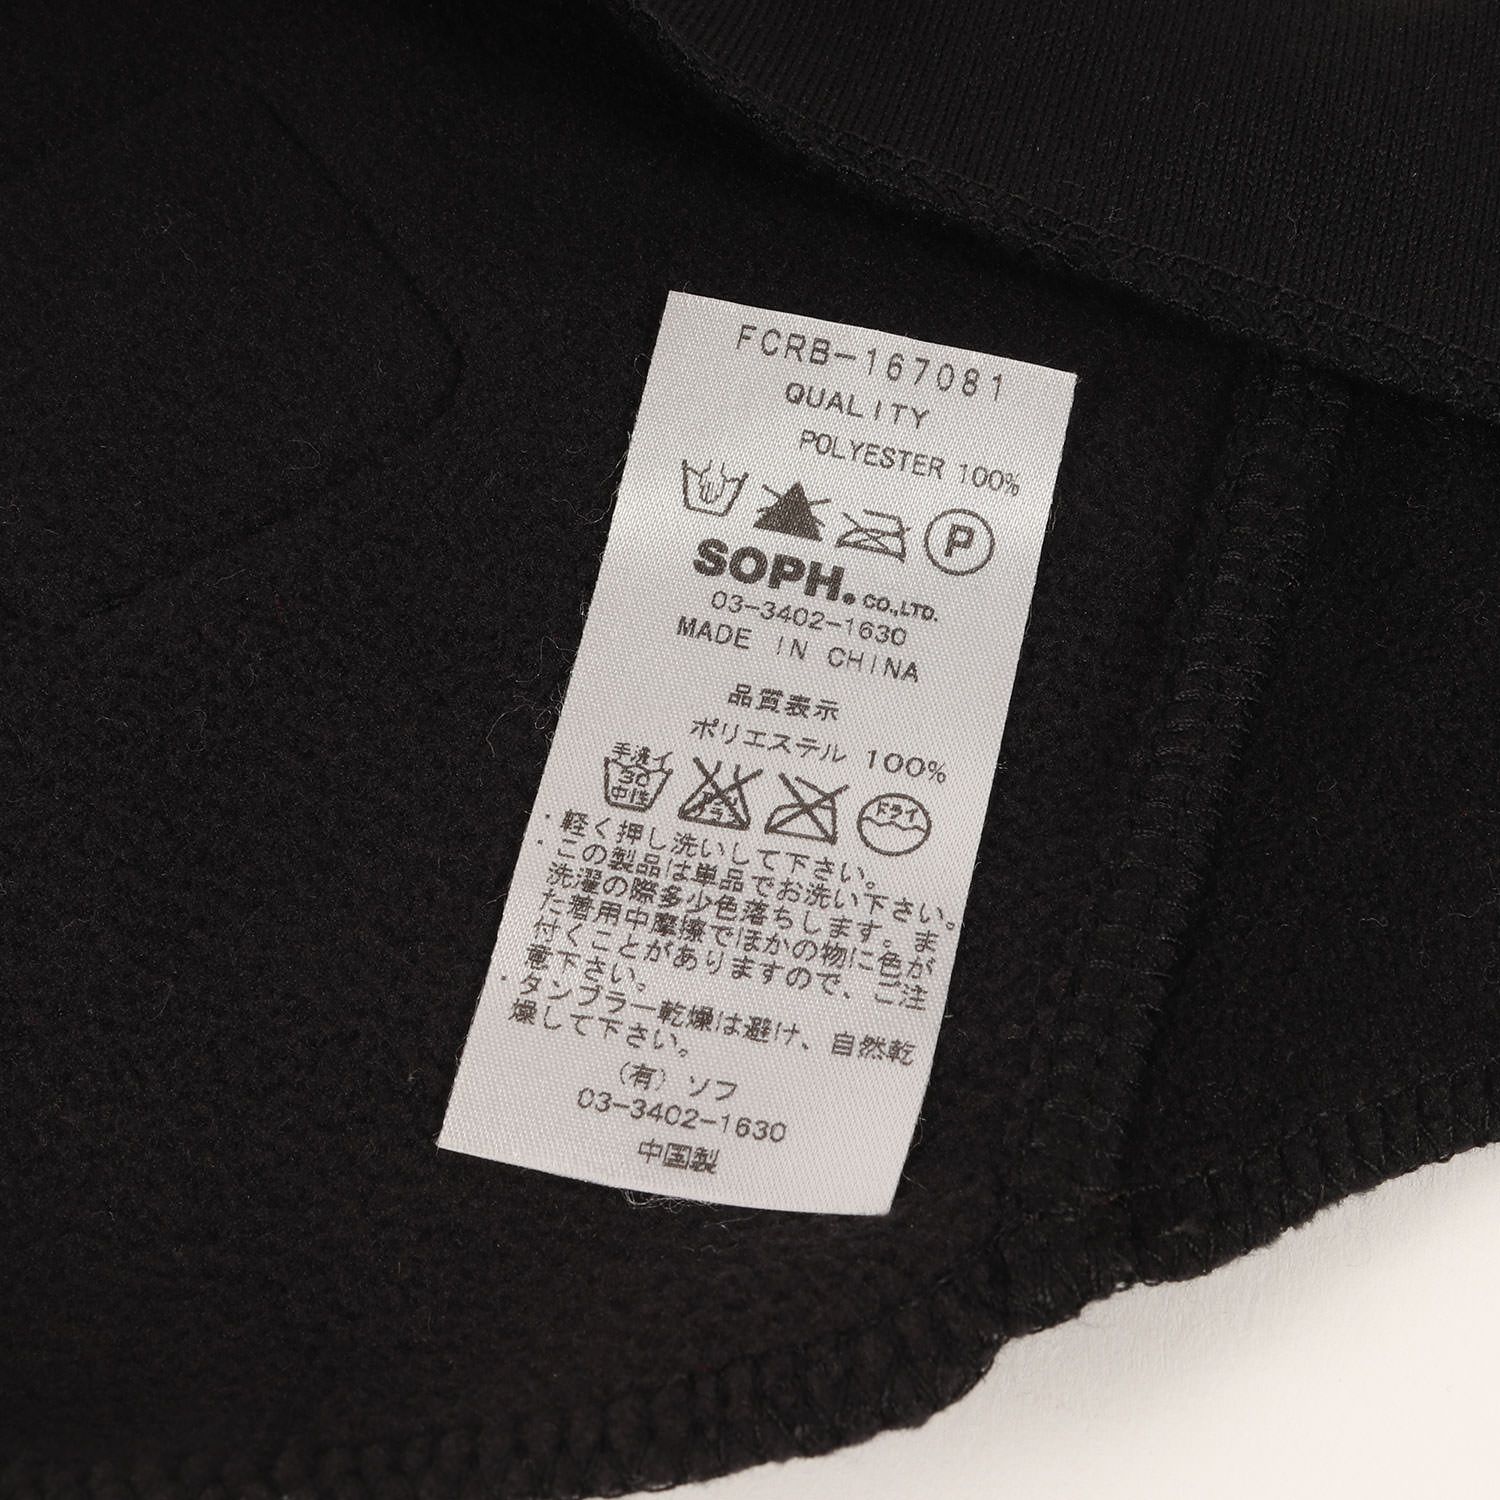 FCRB-167081
QUALITY
POLYESTER 100%
P
SOPH. CO.,LTD.
03-3402-1630
MADE IN CHINA
品質表示
ポリエステル 100%
手洗イ
30
中性
エンソ
サラシ
ドライ
・軽く押し洗いして下さい。
・この製品は単品でお洗い下さい。
洗濯の際多少色落ちします。ま
た着用中摩擦でほかの物に色が
付くことがありますので、ご注
意下さい。
・タンブラー乾燥は避け、自然乾
燥して下さい。
(有) ソフ
03-3402-1630
中国製